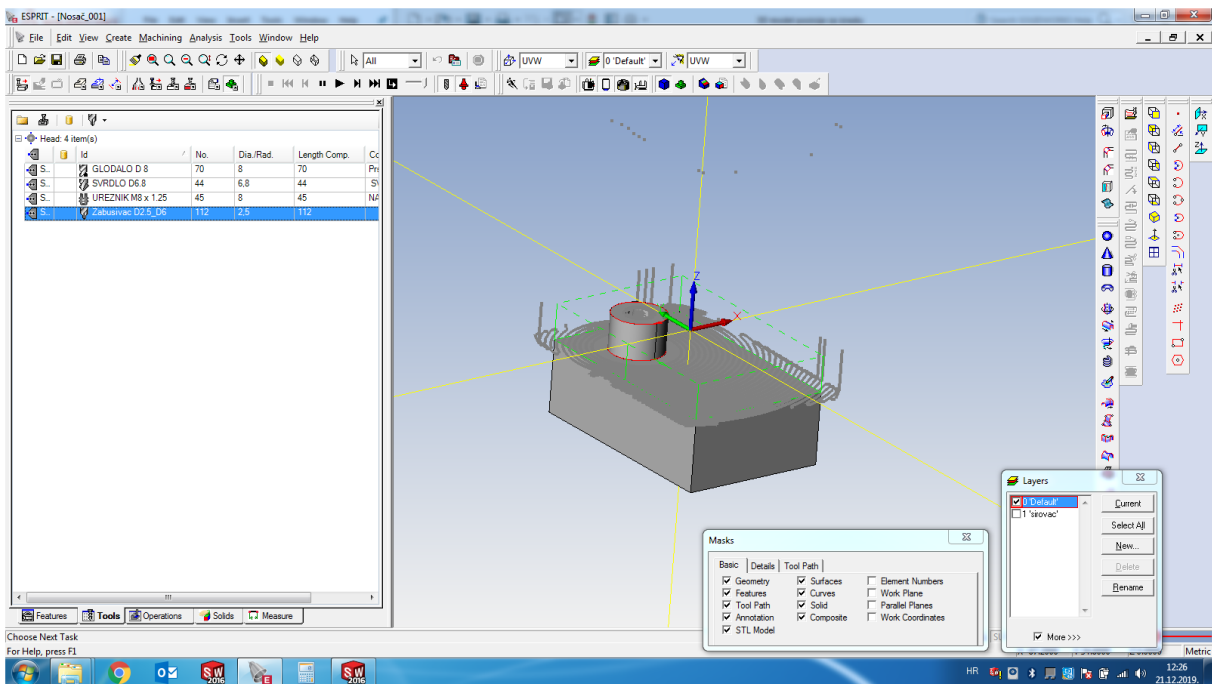 ESPRIT - [Nosač_001]
File Edit View Create Machining Analysis Tools Window Help
All UVW 0 'Default' UVW
Head: 4 item(s)
Id No. Dia./Rad. Length Comp.
S.. GLODALO D 8 70 8 70
S.. SVRDLO D6.8 44 6,8 44
S.. UREZNIK M8 x 1.25 45 8 45
S.. Zabusivac D2.5_D6 112 2,5 112
Z
X
Layers
0 'Default'
1 'sirovac'
Current
Select All
New...
Delete
Rename
More >>>
Masks
Basic Details Tool Path
Geometry Surfaces Element Numbers
Features Curves Work Plane
Tool Path Solid Parallel Planes
Annotation Composite Work Coordinates
STL Model
Features Tools Operations Solids Measure
Choose Next Task
For Help, press F1
Metric
SW 2016
SW 2016
HR
12:26
21.12.2019.